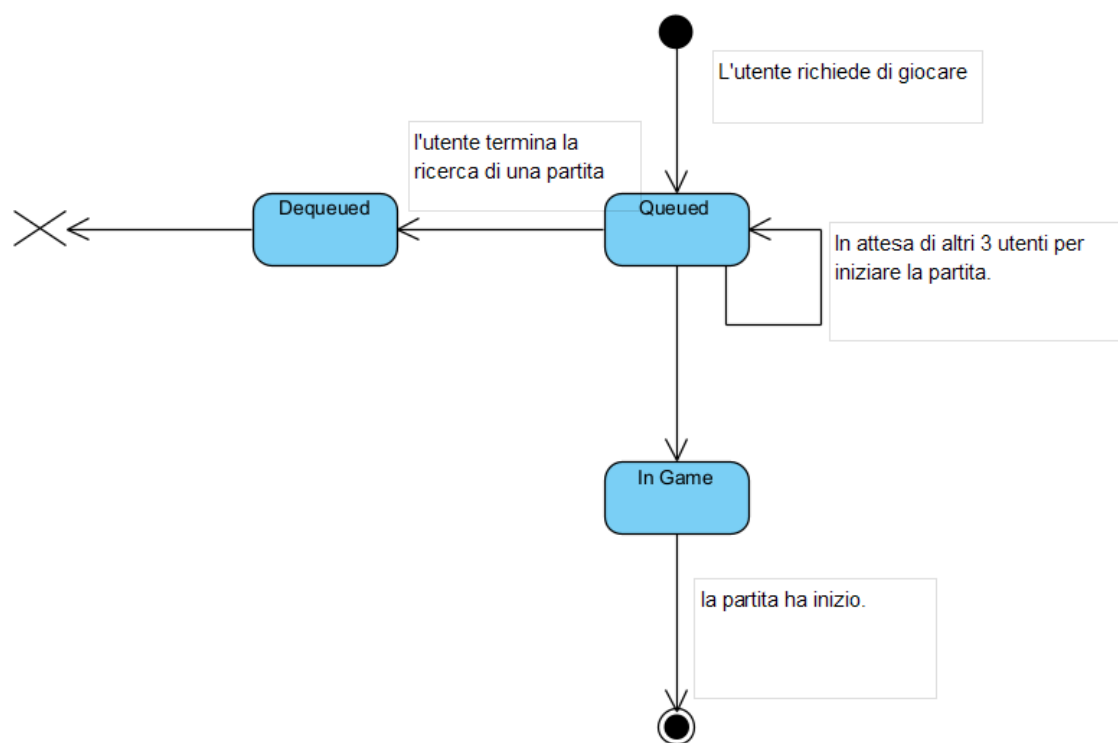 L'utente richiede di giocare
l'utente termina la
ricerca di una partita
Dequeued
Queued
In attesa di altri 3 utenti per
iniziare la partita.
In Game
la partita ha inizio.